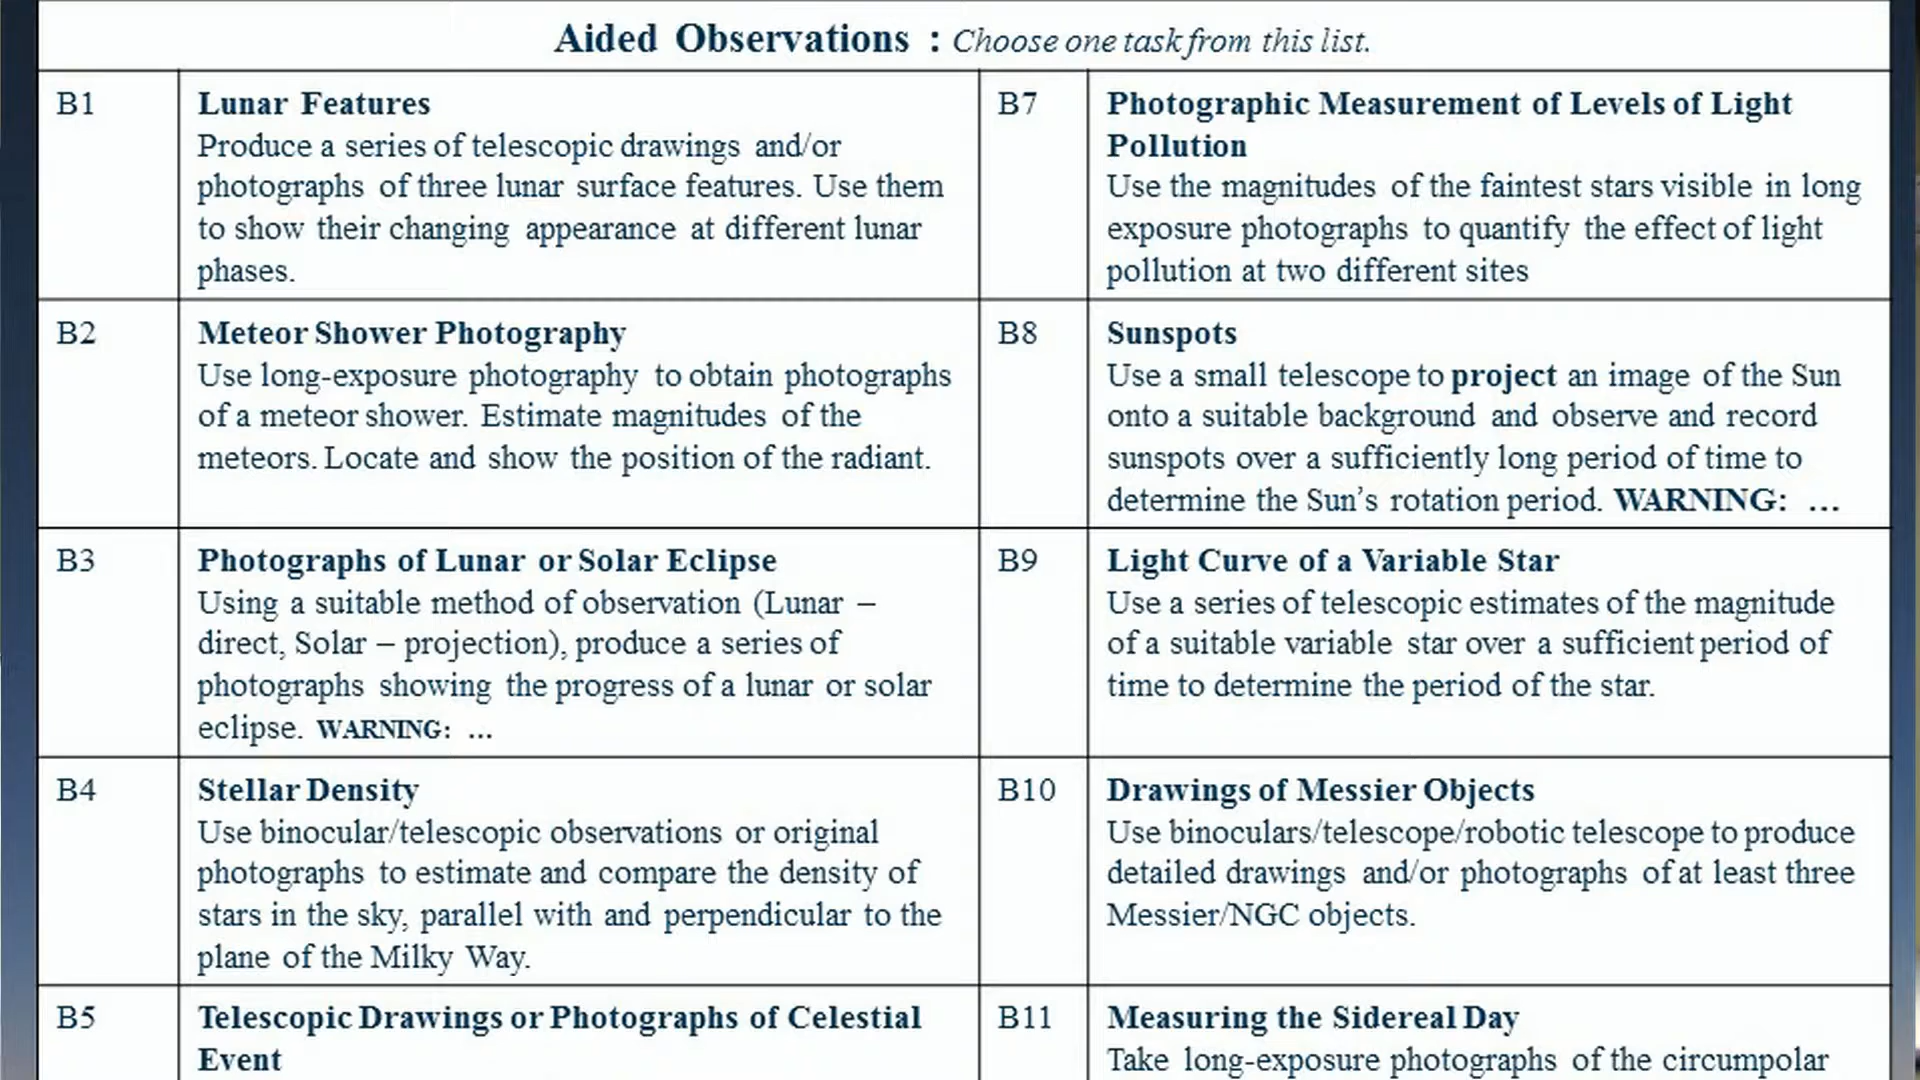 Aided Observations : Choose one task from this list.
B1
Lunar Features
Produce a series of telescopic drawings and/or
photographs of three lunar surface features. Use them
to show their changing appearance at different lunar
phases.
B7
Photographic Measurement of Levels of Light
Pollution
Use the magnitudes of the faintest stars visible in long
exposure photographs to quantify the effect of light
pollution at two different sites
B2
Meteor Shower Photography
Use long-exposure photography to obtain photographs
of a meteor shower. Estimate magnitudes of the
meteors. Locate and show the position of the radiant.
B8
Sunspots
Use a small telescope to project an image of the Sun
onto a suitable background and observe and record
sunspots over a sufficiently long period of time to
determine the Sun’s rotation period. WARNING: ...
B3
Photographs of Lunar or Solar Eclipse
Using a suitable method of observation (Lunar –
direct, Solar – projection), produce a series of
photographs showing the progress of a lunar or solar
eclipse. WARNING: ...
B9
Light Curve of a Variable Star
Use a series of telescopic estimates of the magnitude
of a suitable variable star over a sufficient period of
time to determine the period of the star.
B4
Stellar Density
Use binocular/telescopic observations or original
photographs to estimate and compare the density of
stars in the sky, parallel with and perpendicular to the
plane of the Milky Way.
B10
Drawings of Messier Objects
Use binoculars/telescope/robotic telescope to produce
detailed drawings and/or photographs of at least three
Messier/NGC objects.
B5
Telescopic Drawings or Photographs of Celestial
Event
B11
Measuring the Sidereal Day
Take long-exposure photographs of the circumpolar